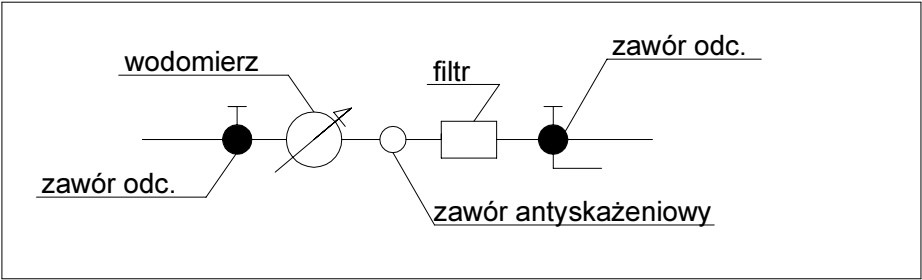 zawór odc.
wodomierz
filtr
zawór odc.
zawór antyskażeniowy